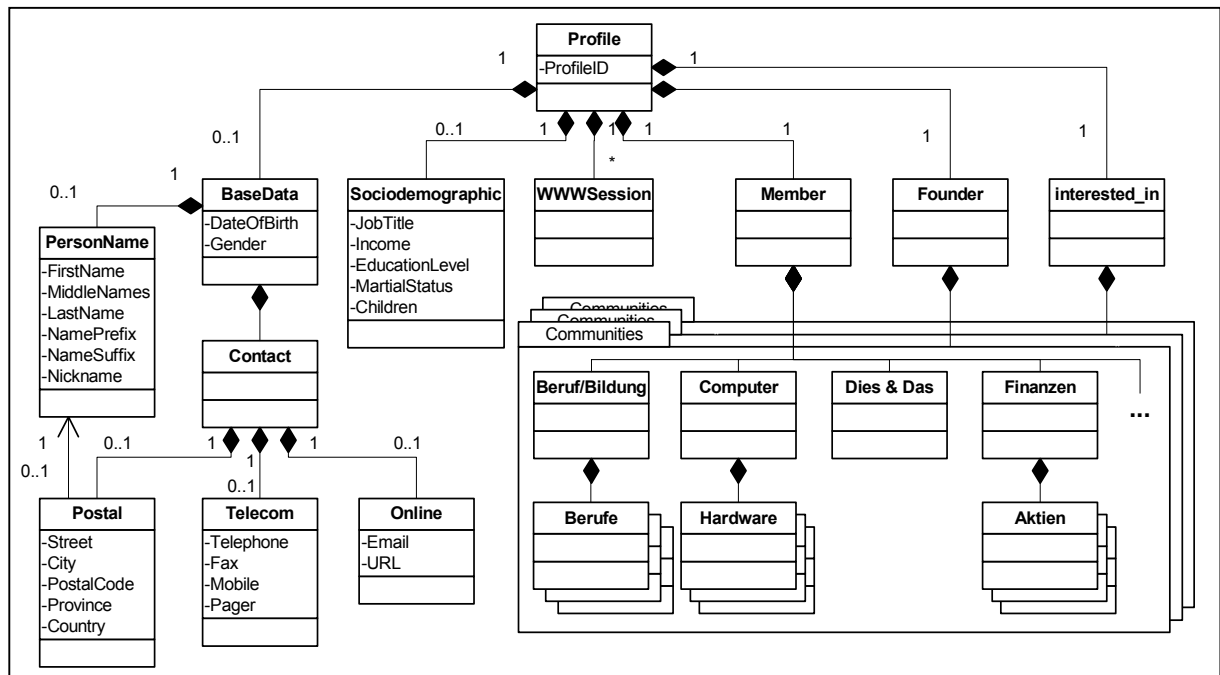 Profile
-ProfileID
1
1
0..1
0..1
1
1
1
1
1
1
*
1
0..1
BaseData
-DateOfBirth
-Gender
Sociodemographic
-JobTitle
-Income
-EducationLevel
-MartialStatus
-Children
WWWSession
Member
Founder
interested_in
PersonName
-FirstName
-MiddleNames
-LastName
-NamePrefix
-NameSuffix
-Nickname
Contact
Communities
Communities
Communities
Beruf/Bildung
Computer
Dies & Das
Finanzen
...
1
0..1
0..1
1
1
0..1
1
0..1
Postal
-Street
-City
-PostalCode
-Province
-Country
Telecom
-Telephone
-Fax
-Mobile
-Pager
Online
-Email
-URL
Berufe
Hardware
Aktien